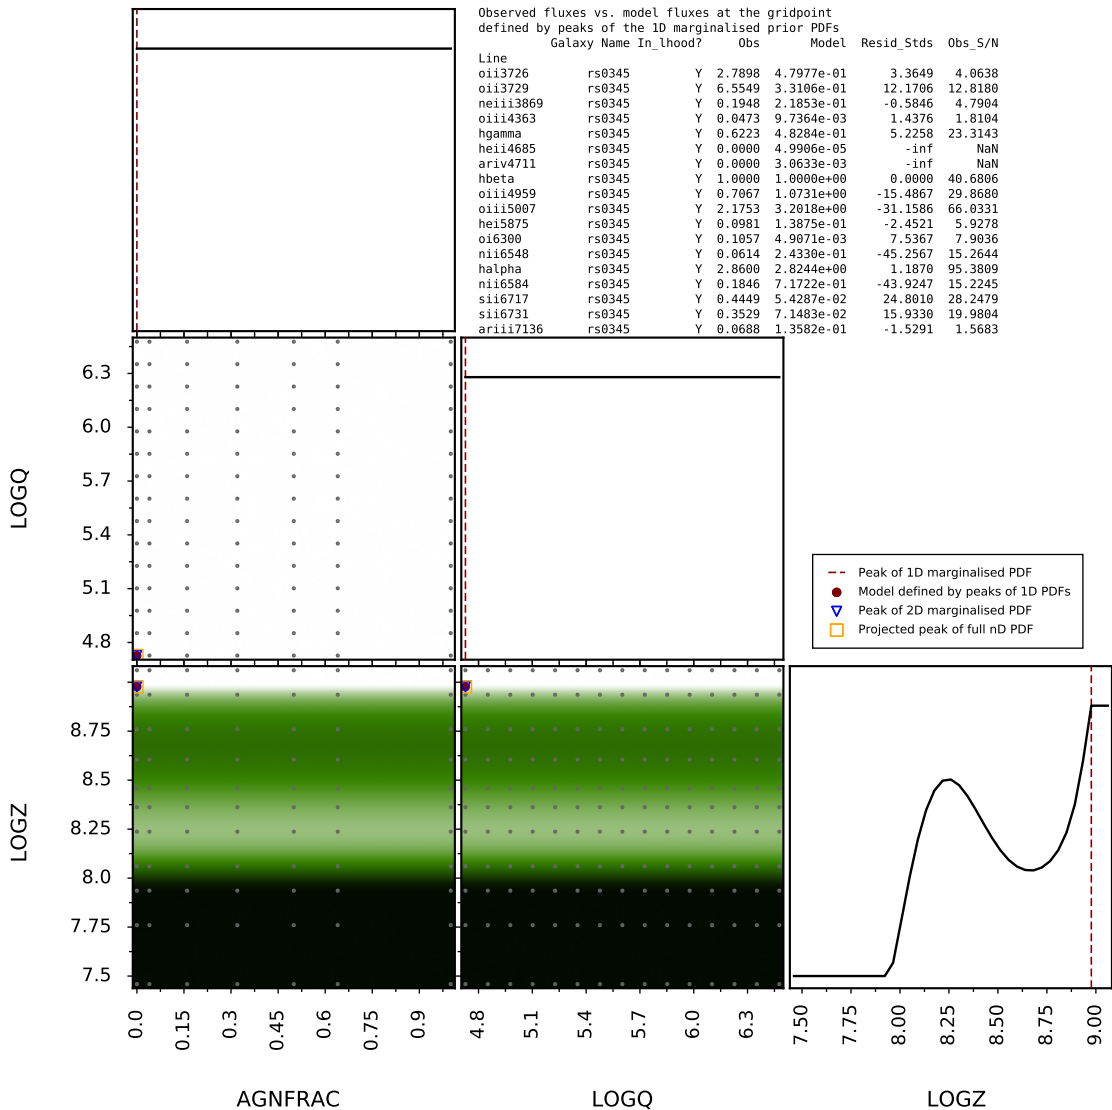 Observed fluxes vs. model fluxes at the gridpoint
defined by peaks of the 1D marginalised prior PDFs
Galaxy Name In_lhood? Obs Model Resid_Stds Obs_S/N
Line
oii3726 rs0345 Y 2.7898 4.7977e-01 3.3649 4.0638
oii3729 rs0345 Y 6.5549 3.3106e-01 12.1706 12.8180
neiii3869 rs0345 Y 0.1948 2.1853e-01 -0.5846 4.7904
oiii4363 rs0345 Y 0.0473 9.7364e-03 1.4376 1.8104
hgamma rs0345 Y 0.6223 4.8284e-01 5.2258 23.3143
heii4685 rs0345 Y 0.0000 4.9906e-05 -inf NaN
ariv4711 rs0345 Y 0.0000 3.0633e-03 -inf NaN
hbeta rs0345 Y 1.0000 1.0000e+00 0.0000 40.6806
oiii4959 rs0345 Y 0.7067 1.0731e+00 -15.4867 29.8680
oiii5007 rs0345 Y 2.1753 3.2018e+00 -31.1586 66.0331
hei5875 rs0345 Y 0.0981 1.3875e-01 -2.4521 5.9278
oi6300 rs0345 Y 0.1057 4.9071e-03 7.5367 7.9036
nii6548 rs0345 Y 0.0614 2.4330e-01 -45.2567 15.2644
halpha rs0345 Y 2.8600 2.8244e+00 1.1870 95.3809
nii6584 rs0345 Y 0.1846 7.1722e-01 -43.9247 15.2245
sii6717 rs0345 Y 0.4449 5.4287e-02 24.8010 28.2479
sii6731 rs0345 Y 0.3529 7.1483e-02 15.9330 19.9804
ariii7136 rs0345 Y 0.0688 1.3582e-01 -1.5291 1.5683
6.3
6.0
5.7
5.4
5.1
4.8
LOGQ
Peak of 1D marginalised PDF
Model defined by peaks of 1D PDFs
Peak of 2D marginalised PDF
Projected peak of full nD PDF
8.75
8.5
8.25
8.0
7.75
7.5
LOGZ
0.0 0.15 0.3 0.45 0.6 0.75 0.9
4.8 5.1 5.4 5.7 6.0 6.3
7.50 7.75 8.00 8.25 8.50 8.75 9.00
AGNFRAC LOGQ LOGZ